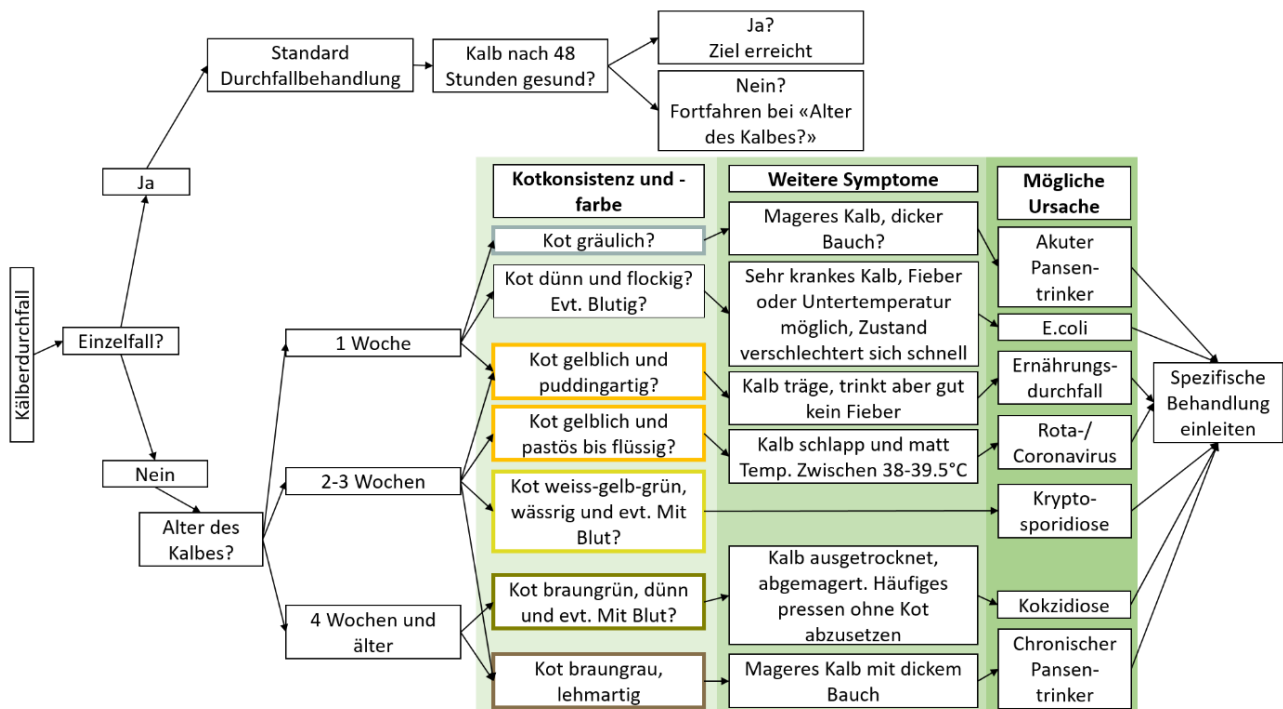 Kälberdurchfall
Einzelfall?
Ja
Standard
Durchfallbehandlung
Kalb nach 48
Stunden gesund?
Ja?
Ziel erreicht
Nein?
Fortfahren bei «Alter
des Kalbes?»
Nein
Alter des
Kalbes?
1 Woche
2-3 Wochen
4 Wochen und
älter
Kotkonsistenz und -
farbe
Kot gräulich?
Kot dünn und flockig?
Evt. Blutig?
Kot gelblich und
puddingartig?
Kot gelblich und
pastös bis flüssig?
Kot weiss-gelb-grün,
wässrig und evt. Mit
Blut?
Kot braungrün, dünn
und evt. Mit Blut?
Kot braungrau,
lehmartig
Weitere Symptome
Mageres Kalb, dicker
Bauch?
Sehr krankes Kalb, Fieber
oder Untertemperatur
möglich, Zustand
verschlechtert sich schnell
Kalb träge, trinkt aber gut
kein Fieber
Kalb schlapp und matt
Temp. Zwischen 38-39.5°C
Kalb ausgetrocknet,
abgemagert. Häufiges
pressen ohne Kot
abzusetzen
Mageres Kalb mit dickem
Bauch
Mögliche
Ursache
Akuter
Pansen-
trinker
E.coli
Ernährungs-
durchfall
Rota-/
Coronavirus
Krypto-
sporidiose
Kokzidiose
Chronischer
Pansen-
trinker
Spezifische
Behandlung
einleiten